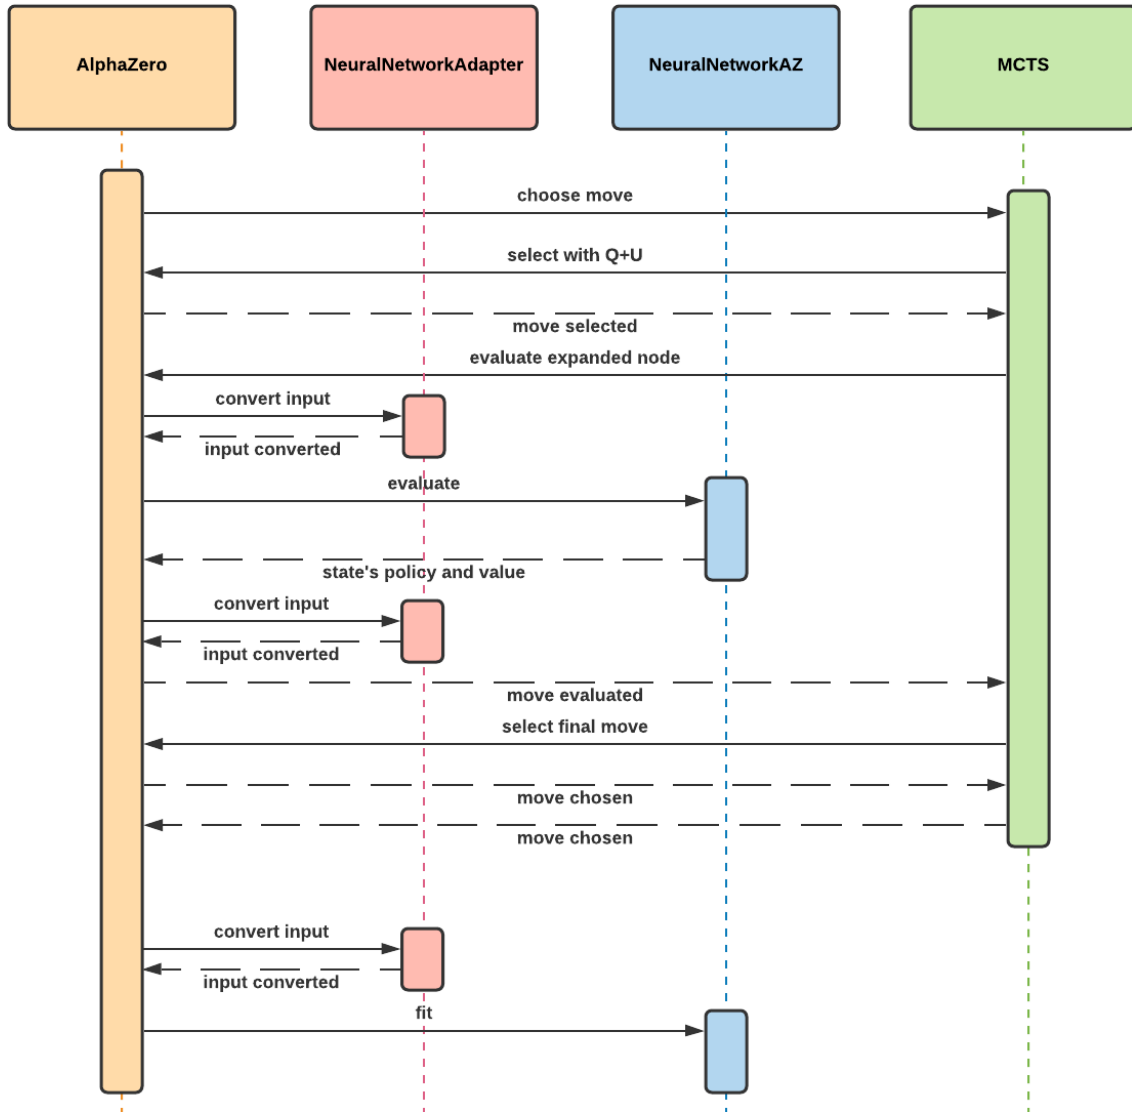 AlphaZero
NeuralNetworkAdapter
NeuralNetworkAZ
MCTS
choose move
select with Q+U
move selected
evaluate expanded node
convert input
input converted
evaluate
state's policy and value
convert input
input converted
move evaluated
select final move
move chosen
move chosen
convert input
input converted
fit